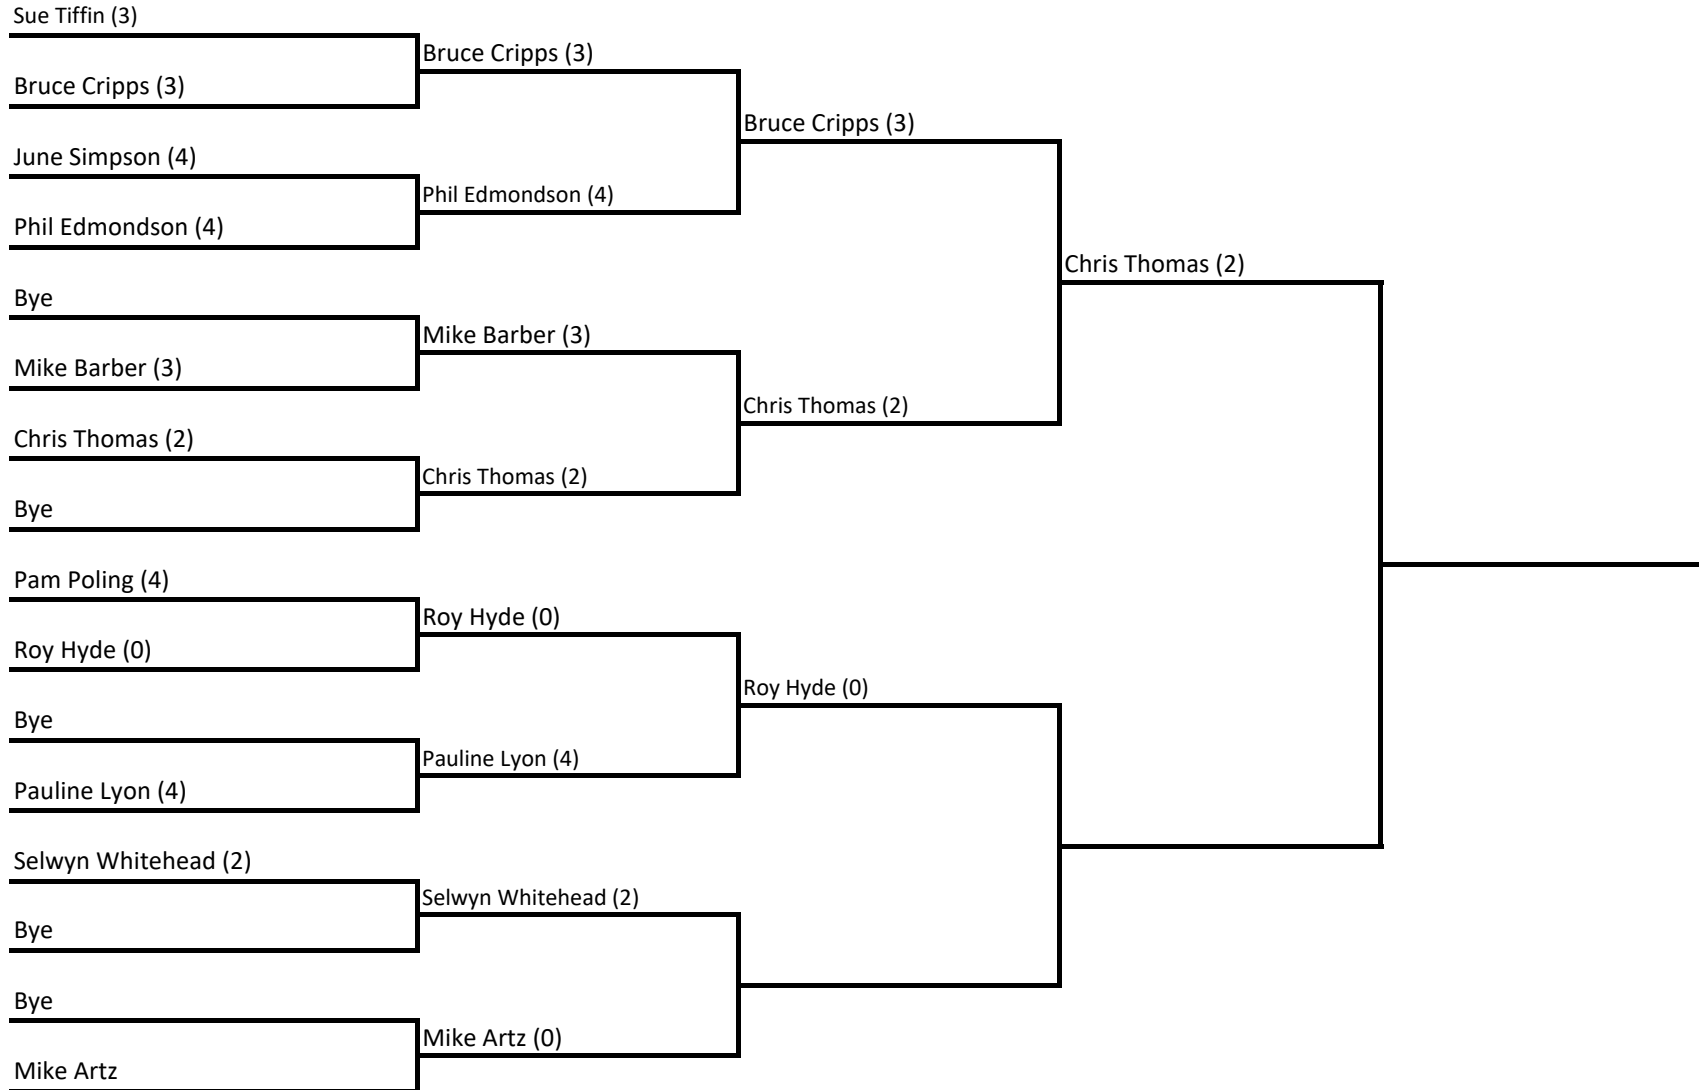 Sue Tiffin (3)
Bruce Cripps (3)
Bruce Cripps (3)
Bruce Cripps (3)
June Simpson (4)
Phil Edmondson (4)
Phil Edmondson (4)
Chris Thomas (2)
Bye
Mike Barber (3)
Mike Barber (3)
Chris Thomas (2)
Chris Thomas (2)
Chris Thomas (2)
Bye
Pam Poling (4)
Roy Hyde (0)
Roy Hyde (0)
Roy Hyde (0)
Bye
Pauline Lyon (4)
Pauline Lyon (4)
Selwyn Whitehead (2)
Selwyn Whitehead (2)
Bye
Bye
Mike Artz (0)
Mike Artz